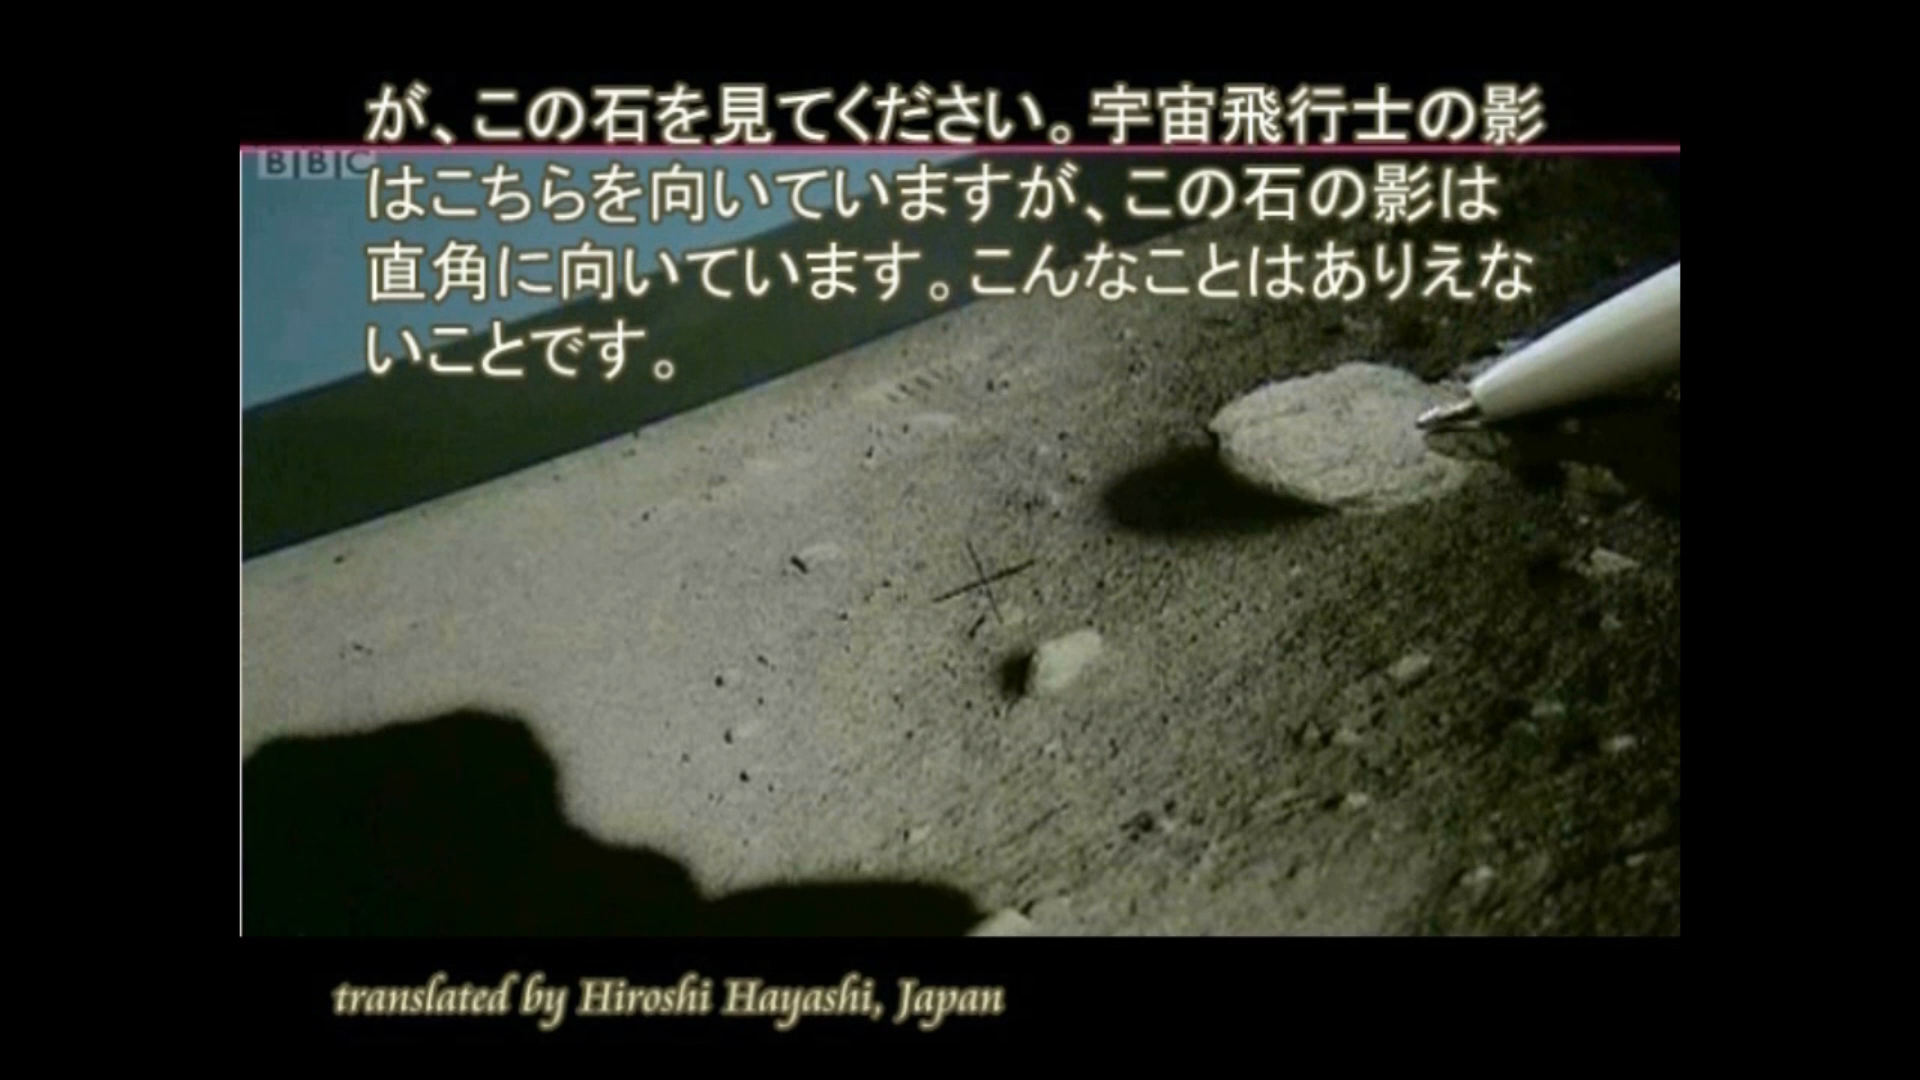 が、この石を見てください。宇宙飛行士の影
BBC
はこちらを向いていますが、この石の影は
直角に向いています。こんなことはありえな
いことです。
translated by Hiroshi Hayashi, Japan